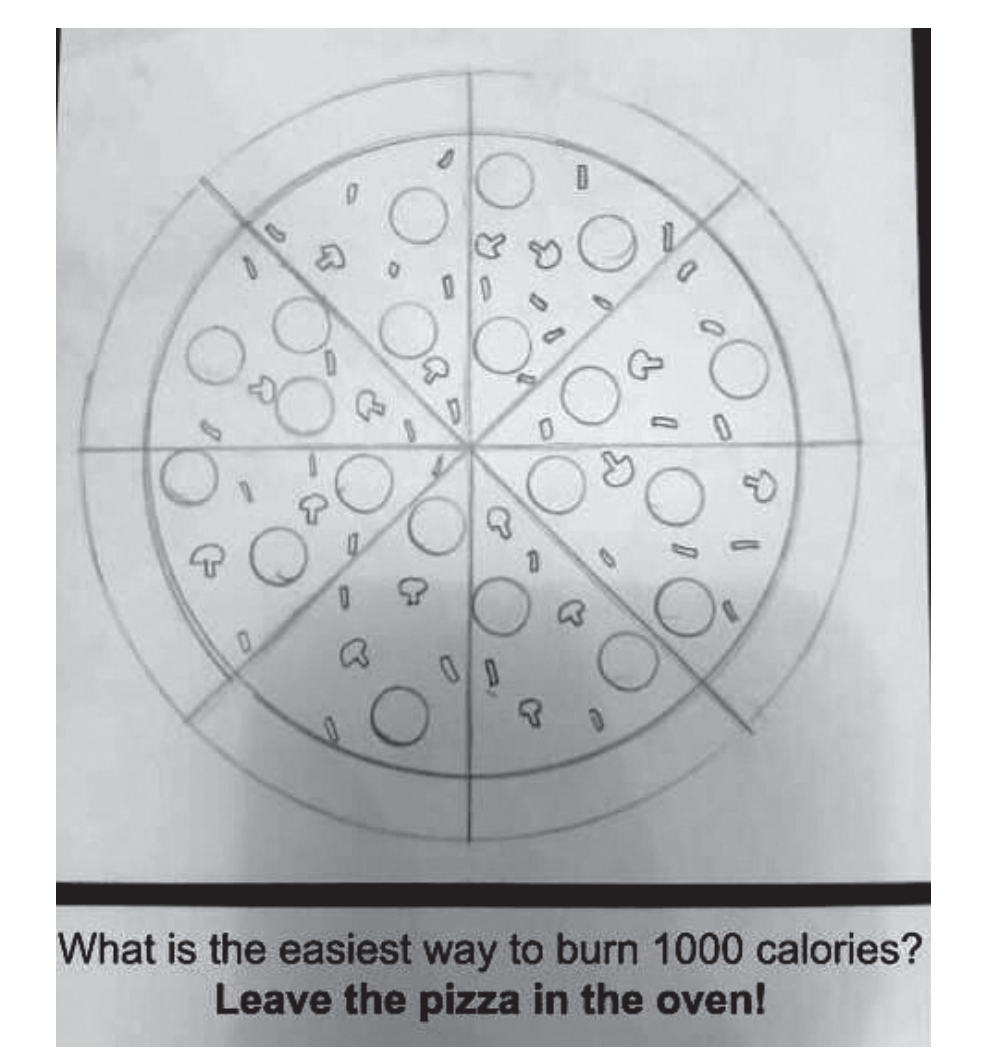 What is the easiest way to burn 1000 calories?
Leave the pizza in the oven!